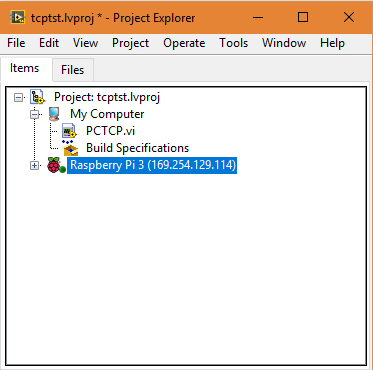 tcptst.lvproj * - Project Explorer
File Edit View Project Operate Tools Window Help
Items Files
Project: tcptst.lvproj
My Computer
PCTCP.vi
Build Specifications
Raspberry Pi 3 (169.254.129.114)